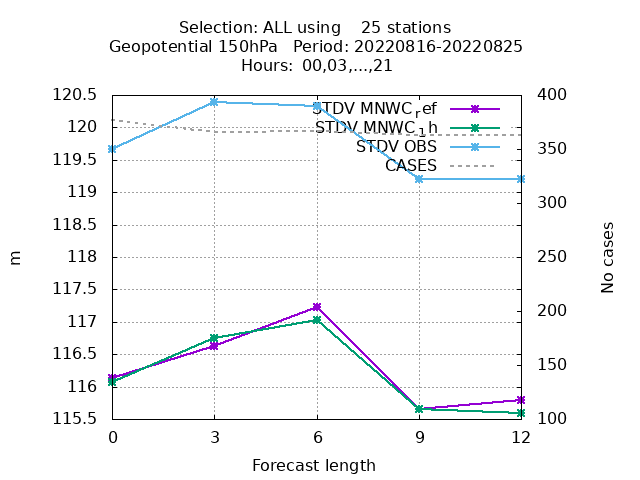 Selection: ALL using 25 stations
Geopotential 150hPa Period: 20220816-20220825
Hours: 00,03,...,21
120.5
120
119.5
119
118.5
118
117.5
117
116.5
116
115.5
400
350
300
250
200
150
100
STDV MNWC_ref
STDV MNWC_1h
STDV OBS
CASES
m
No cases
0 3 6 9 12
Forecast length